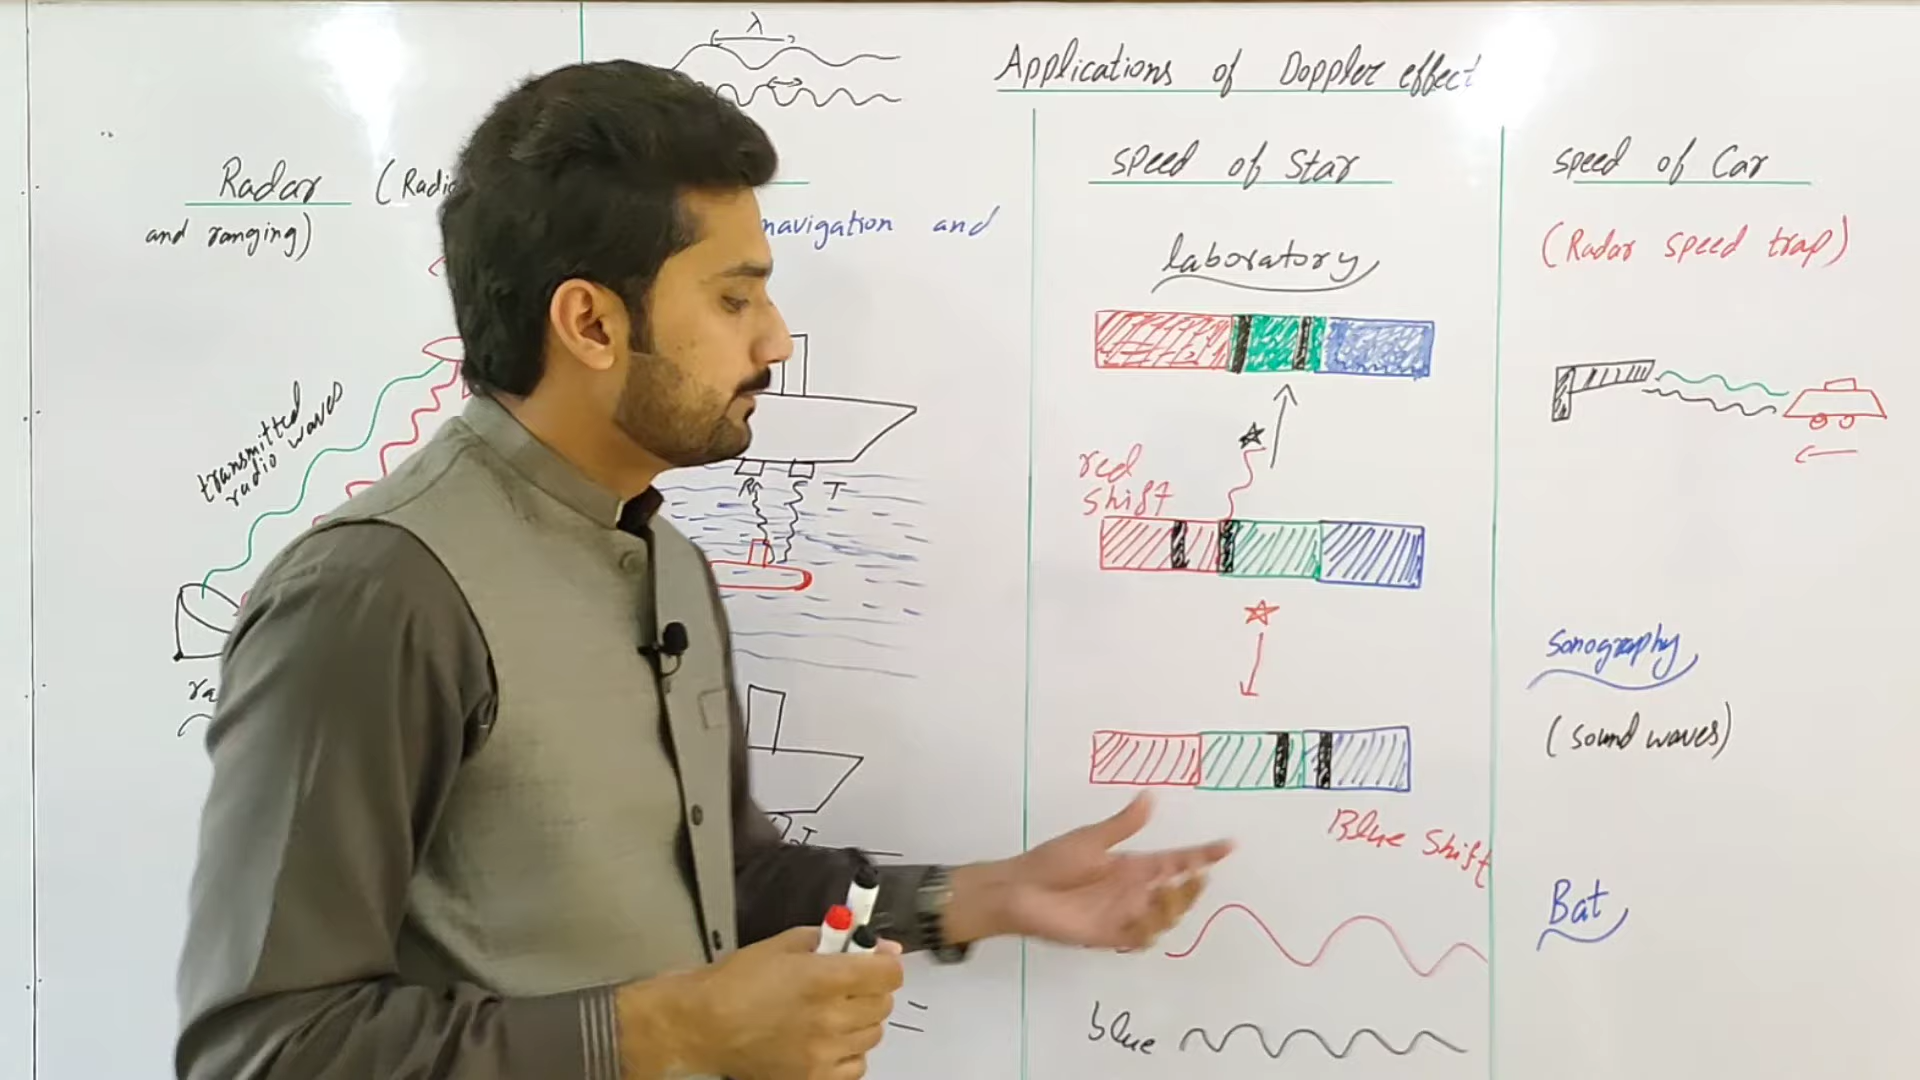 λ
Applications of Doppler effect
Radar (Radio
and ranging)
navigation and
transmitted
radio waves
R T
T
speed of Star
laboratory
red
shift
Blue Shift
blue
speed of Car
(Radar speed trap)
sonography
(sound waves)
Bat